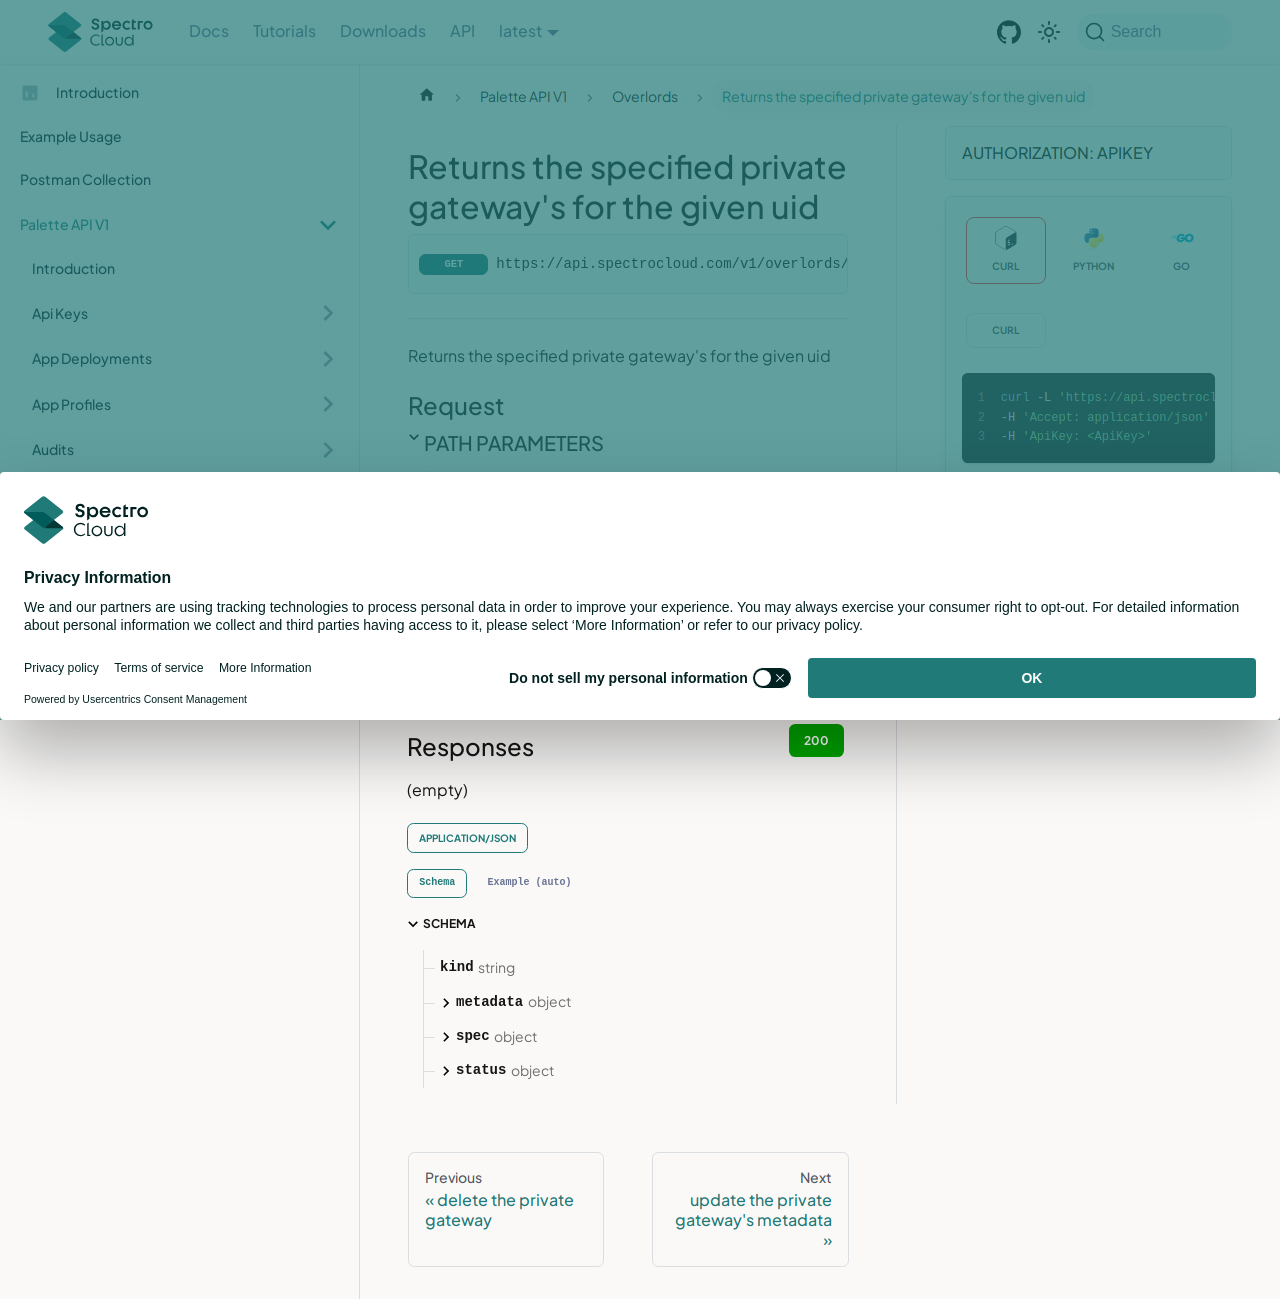 Spectro Cloud
Docs
Tutorials
Downloads
API
latest
Search
Introduction
Example Usage
Postman Collection
Palette API V1
Introduction
Api Keys
App Deployments
App Profiles
Audits
Palette API V1
Overlords
Returns the specified private gateway's for the given uid
Returns the specified private
gateway's for the given uid
GET
https://api.spectrocloud.com/v1/overlords/
Returns the specified private gateway's for the given uid
Request
PATH PARAMETERS
AUTHORIZATION: APIKEY
CURL
PYTHON
GO
CURL
1 curl -L 'https://api.spectrocl
2 -H 'Accept: application/json'
3 -H 'ApiKey: <ApiKey>'
Spectro
Cloud
Privacy Information
We and our partners are using tracking technologies to process personal data in order to improve your experience. You may always exercise your consumer right to opt-out. For detailed information
about personal information we collect and third parties having access to it, please select ‘More Information’ or refer to our privacy policy.
Privacy policy
Terms of service
More Information
Powered by Usercentrics Consent Management
Do not sell my personal information
OK
Responses
200
(empty)
APPLICATION/JSON
Schema
Example (auto)
SCHEMA
kind string
metadata object
spec object
status object
Previous
« delete the private
gateway
Next
update the private
gateway's metadata
»